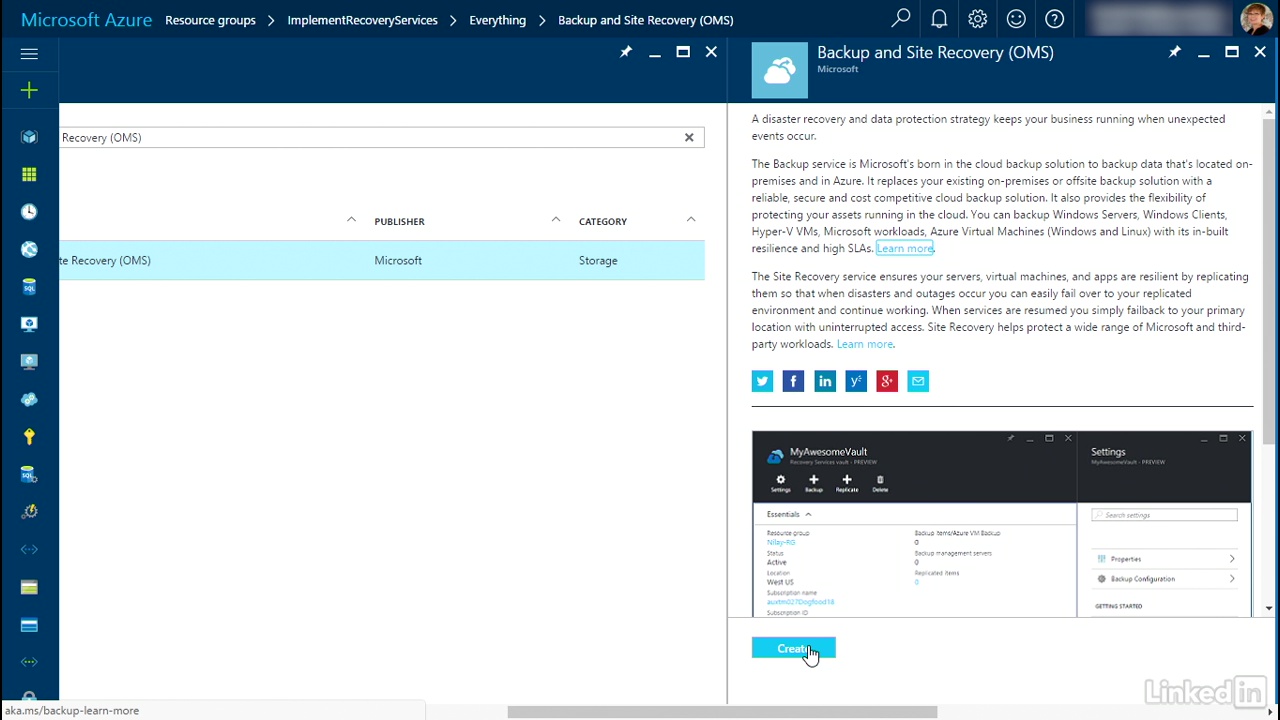 Microsoft Azure
Resource groups
ImplementRecoveryServices
Everything
Backup and Site Recovery (OMS)
Backup and Site Recovery (OMS)
Microsoft
Recovery (OMS)
PUBLISHER
CATEGORY
te Recovery (OMS)
Microsoft
Storage
A disaster recovery and data protection strategy keeps your business running when unexpected
events occur.
The Backup service is Microsoft's born in the cloud backup solution to backup data that's located on-
premises and in Azure. It replaces your existing on-premises or offsite backup solution with a
reliable, secure and cost competitive cloud backup solution. It also provides the flexibility of
protecting your assets running in the cloud. You can backup Windows Servers, Windows Clients,
Hyper-V VMs, Microsoft workloads, Azure Virtual Machines (Windows and Linux) with its in-built
resilience and high SLAs. Learn more.
The Site Recovery service ensures your servers, virtual machines, and apps are resilient by replicating
them so that when disasters and outages occur you can easily fail over to your replicated
environment and continue working. When services are resumed you simply failback to your primary
location with uninterrupted access. Site Recovery helps protect a wide range of Microsoft and third-
party workloads. Learn more.
MyAwesomeVault
Recovery Services vault - PREVIEW
Settings
Backup
Replicate
Delete
Essentials
Resource group
Nilay-RG
Status
Active
Location
West US
Subscription name
auxtm027Dogfood18
Subscription ID
Backup items/Azure VM Backup
0
Backup management servers
0
Replicated items
0
Settings
MyAwesomeVault - PREVIEW
Search settings
Properties
Backup Configuration
GETTING STARTED
Create
aka.ms/backup-learn-more
LinkedIn